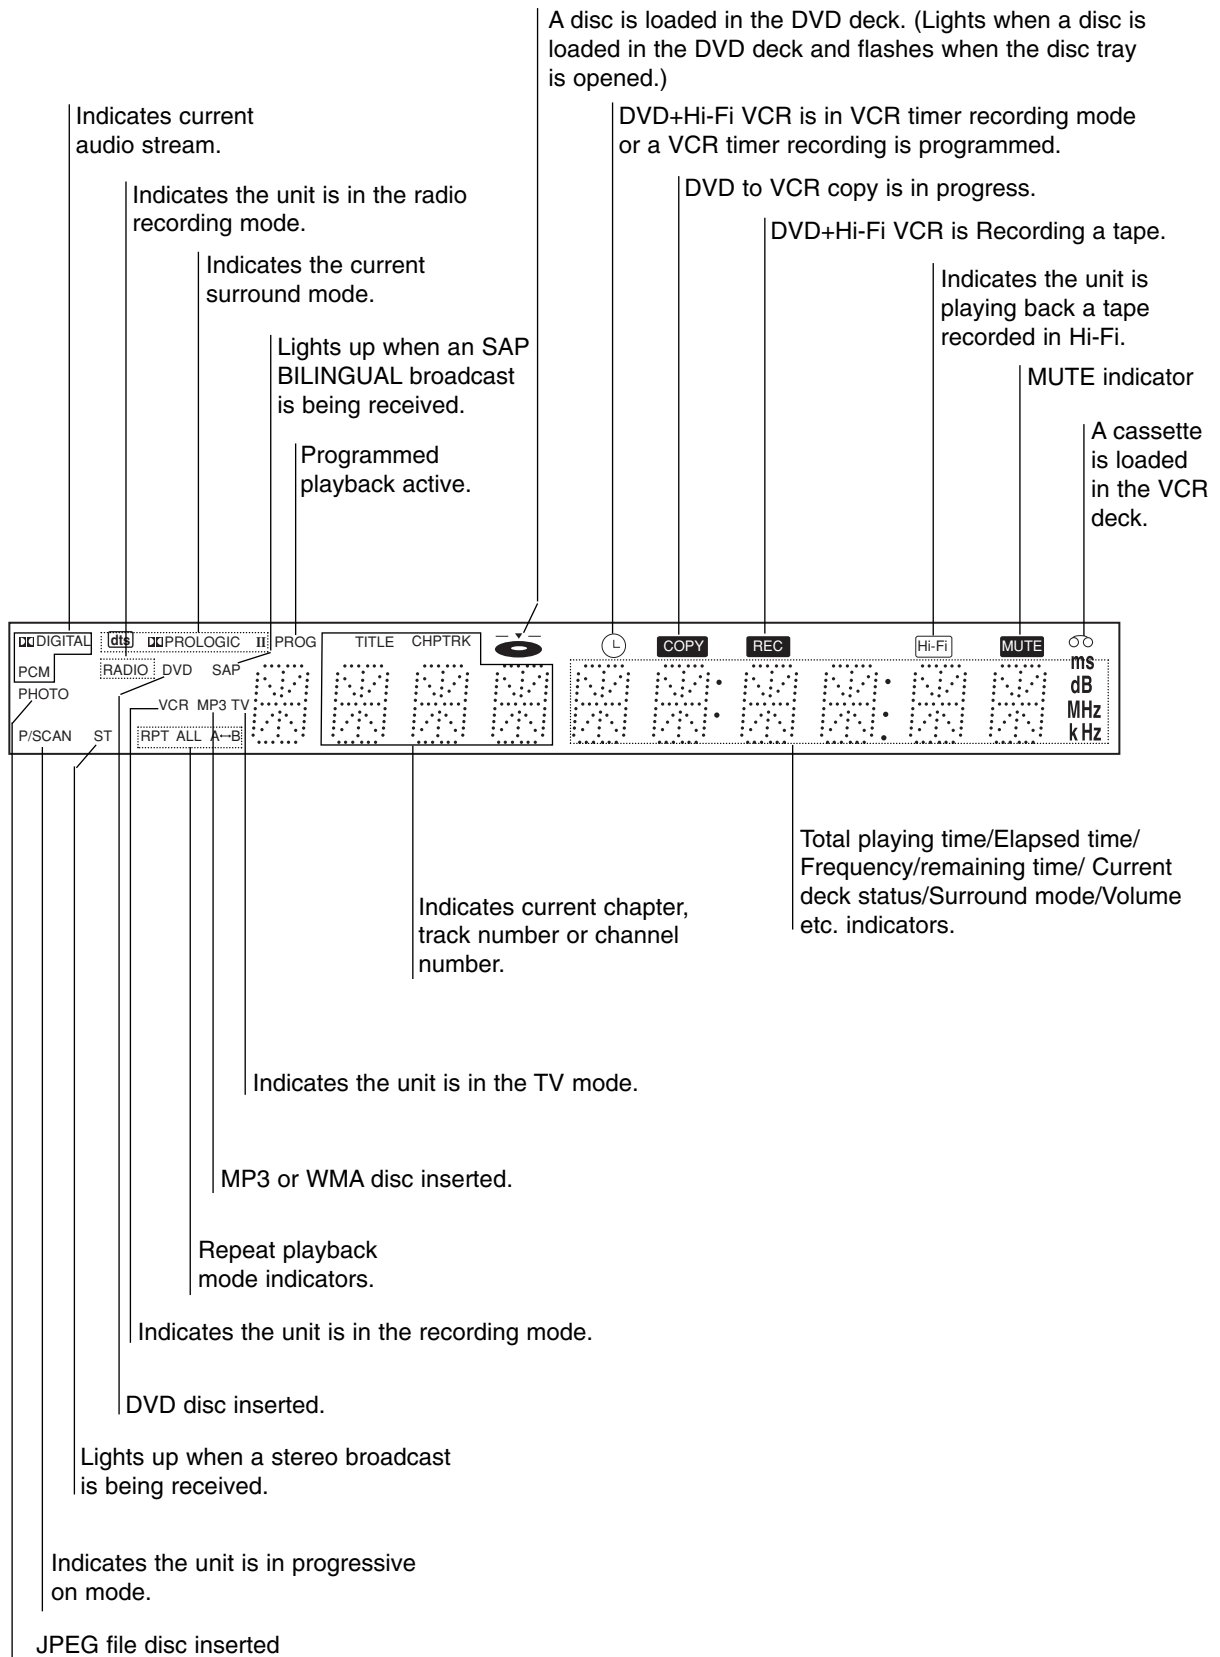 A disc is loaded in the DVD deck. (Lights when a disc is
loaded in the DVD deck and flashes when the disc tray
is opened.)
Indicates current
audio stream.
DVD+Hi-Fi VCR is in VCR timer recording mode
or a VCR timer recording is programmed.
Indicates the unit is in the radio
recording mode.
DVD to VCR copy is in progress.
DVD+Hi-Fi VCR is Recording a tape.
Indicates the current
surround mode.
Indicates the unit is
playing back a tape
recorded in Hi-Fi.
Lights up when an SAP
BILINGUAL broadcast
is being received.
MUTE indicator
A cassette
is loaded
in the VCR
deck.
Programmed
playback active.
DIGITAL dts PROLOGIC II PROG TITLE CHP TRK COPY REC Hi-Fi MUTE
PCM RADIO DVD SAP ms
PHOTO dB
VCR MP3 TV MHz
P/SCAN ST RPT ALL A↔B kHz
Total playing time/Elapsed time/
Frequency/remaining time/ Current
deck status/Surround mode/Volume
etc. indicators.
Indicates current chapter,
track number or channel
number.
Indicates the unit is in the TV mode.
MP3 or WMA disc inserted.
Repeat playback
mode indicators.
Indicates the unit is in the recording mode.
DVD disc inserted.
Lights up when a stereo broadcast
is being received.
Indicates the unit is in progressive
on mode.
JPEG file disc inserted